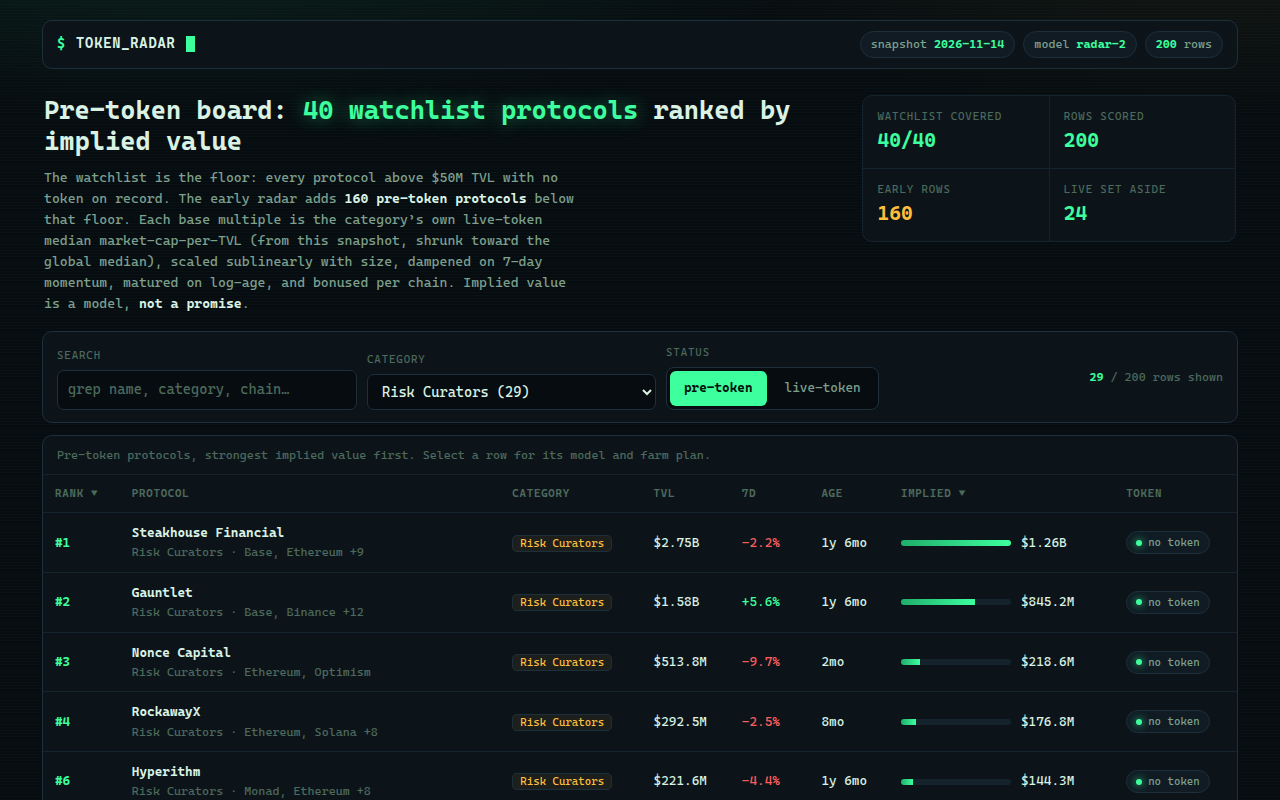 $ TOKEN_RADAR
snapshot 2026-11-14
model radar-2
200 rows
Pre-token board: 40 watchlist protocols ranked by
implied value
The watchlist is the floor: every protocol above $50M TVL with no
token on record. The early radar adds 160 pre-token protocols below
that floor. Each base multiple is the category's own live-token
median market-cap-per-TVL (from this snapshot, shrunk toward the
global median), scaled sublinearly with size, dampened on 7-day
momentum, matured on log-age, and bonused per chain. Implied value
is a model, not a promise.
WATCHLIST COVERED
40/40
ROWS SCORED
200
EARLY ROWS
160
LIVE SET ASIDE
24
SEARCH
grep name, category, chain…
CATEGORY
Risk Curators (29)
STATUS
pre-token
live-token
29 / 200 rows shown
Pre-token protocols, strongest implied value first. Select a row for its model and farm plan.
RANK ▼ PROTOCOL CATEGORY TVL 7D AGE IMPLIED ▼ TOKEN
#1 Steakhouse Financial Risk Curators $2.75B −2.2% 1y 6mo $1.26B no token
Risk Curators · Base, Ethereum +9
#2 Gauntlet Risk Curators $1.58B +5.6% 1y 6mo $845.2M no token
Risk Curators · Base, Binance +12
#3 Nonce Capital Risk Curators $513.8M −9.7% 2mo $218.6M no token
Risk Curators · Ethereum, Optimism
#4 RockawayX Risk Curators $292.5M −2.5% 8mo $176.8M no token
Risk Curators · Ethereum, Solana +8
#6 Hyperithm Risk Curators $221.6M −4.4% 1y 6mo $144.3M no token
Risk Curators · Monad, Ethereum +8